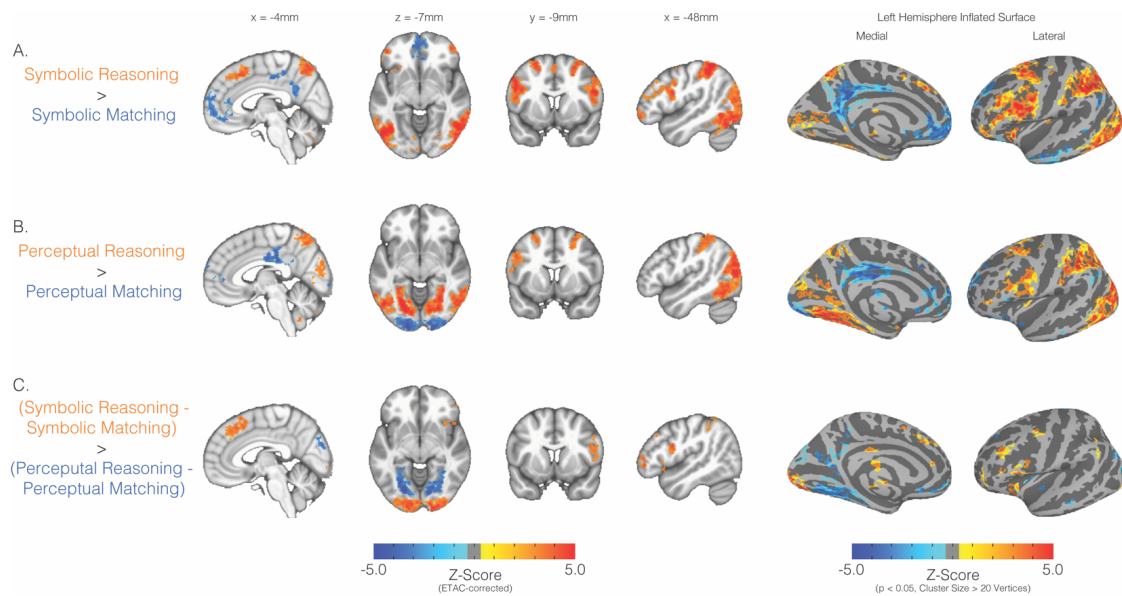 x = -4mm z = -7mm y = -9mm x = -48mm Left Hemisphere Inflated Surface
Medial Lateral
A.
Symbolic Reasoning
>
Symbolic Matching
B.
Perceptual Reasoning
>
Perceptual Matching
C.
(Symbolic Reasoning -
Symbolic Matching)
>
(Perceputal Reasoning -
Perceptual Matching)
-5.0 Z-Score 5.0
(ETAC-corrected)
-5.0 Z-Score 5.0
(p < 0.05, Cluster Size > 20 Vertices)